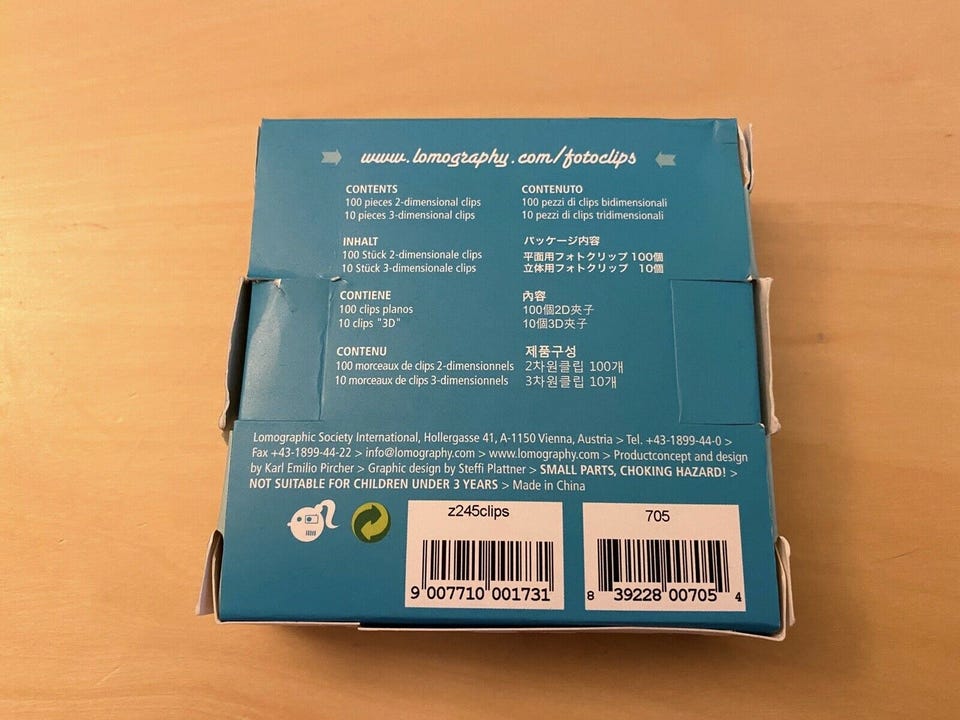 www.lomography.com/fotoclips
CONTENTS
100 pieces 2-dimensional clips
10 pieces 3-dimensional clips
INHALT
100 Stück 2-dimensionale clips
10 Stück 3-dimensionale clips
CONTIENE
100 clips planos
10 clips "3D"
CONTENU
100 morceaux de clips 2-dimensionnels
10 morceaux de clips 3-dimensionnels
CONTENUTO
100 pezzi di clips bidimensionali
10 pezzi di clips tridimensionali
パッケージ内容
平面用フォトクリップ 100個
立体用フォトクリップ 10個
內容
100個2D夾子
10個3D夾子
제품구성
2차원클립 100개
3차원클립 10개
Lomographic Society International, Hollergasse 41, A-1150 Vienna, Austria > Tel. +43-1899-44-0 >
Fax +43-1899-44-22 > info@lomography.com > www.lomography.com > Productconcept and design
by Karl Emilio Pircher > Graphic design by Steffi Plattner > SMALL PARTS, CHOKING HAZARD! >
NOT SUITABLE FOR CHILDREN UNDER 3 YEARS > Made in China
z245clips
9 007710 001731
705
8 39228 00705 4